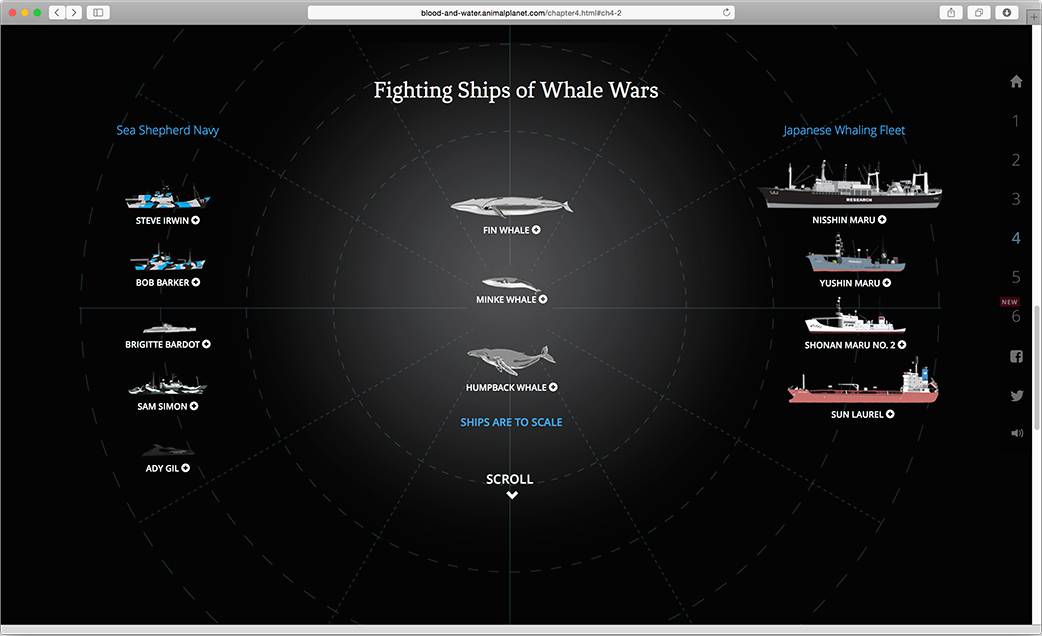 blood-and-water.animalplanet.com/chapter4.html#ch4-2
Fighting Ships of Whale Wars
Sea Shepherd Navy
STEVE IRWIN
BOB BARKER
BRIGITTE BARDOT
SAM SIMON
ADY GIL
FIN WHALE
MINKE WHALE
HUMPBACK WHALE
SHIPS ARE TO SCALE
SCROLL
Japanese Whaling Fleet
RESEARCH
NISSHIN MARU
YUSHIN MARU
SHONAN MARU NO. 2
SUN LAUREL
1
2
3
4
5
NEW
6